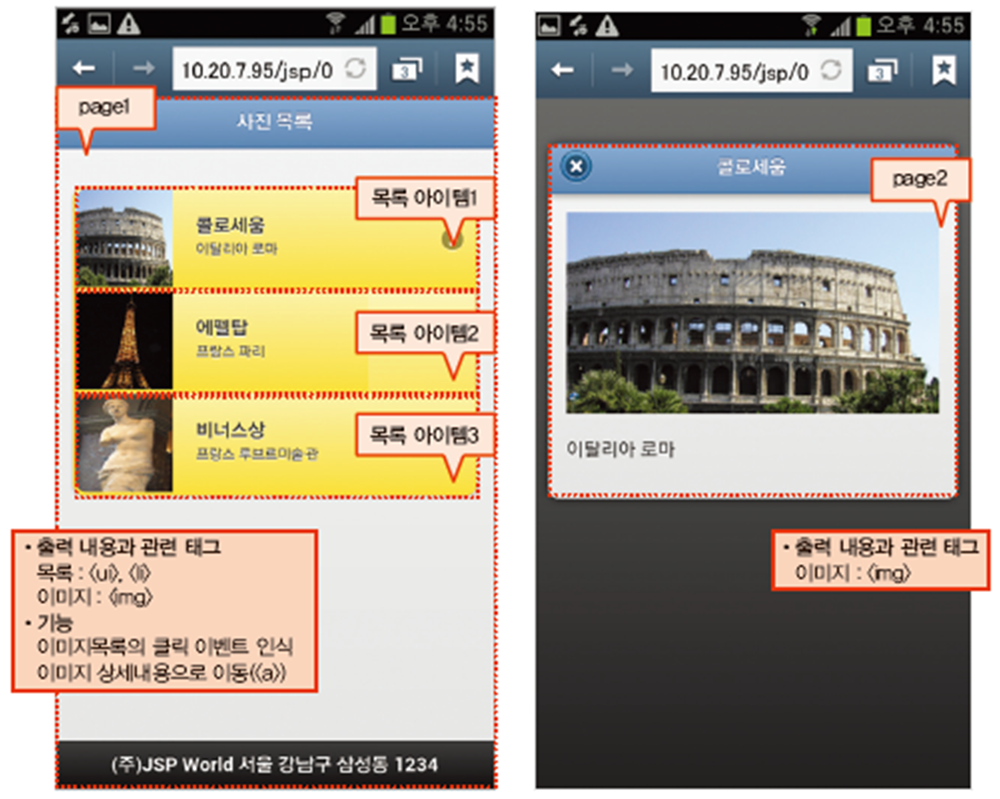 오후 4:55
10.20.7.95/jsp/0
3
page1
사진 목록
목록 아이템1
콜로세움
이탈리아 로마
목록 아이템2
에펠탑
프랑스 파리
목록 아이템3
비너스상
프랑스 루브르미술관
• 출력 내용과 관련 태그
목록 : <ui>, <li>
이미지 : <img>
• 기능
이미지목록의 클릭 이벤트 인식
이미지 상세내용으로 이동(<a>)
(주)JSP World 서울 강남구 삼성동 1234
오후 4:55
10.20.7.95/jsp/0
3
콜로세움
page2
이탈리아 로마
• 출력 내용과 관련 태그
이미지 : <img>